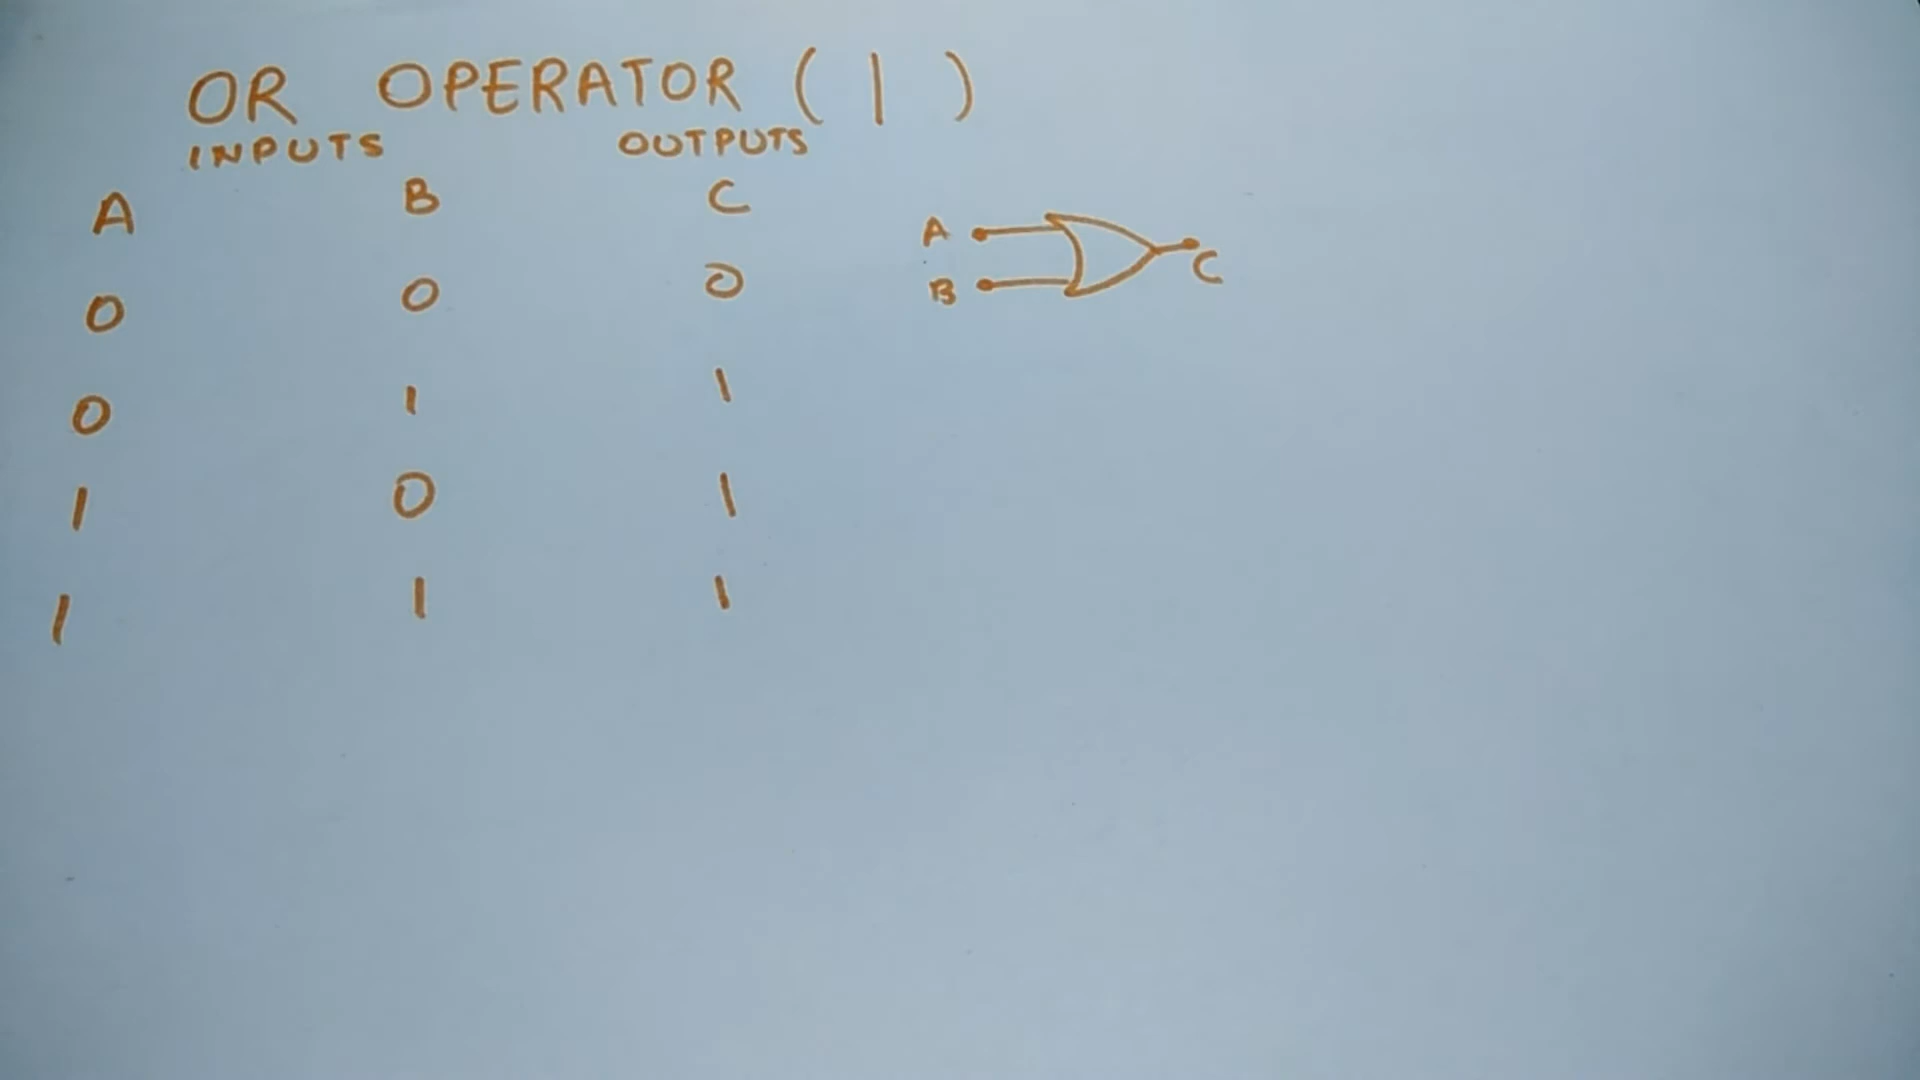 OR OPERATOR ( | )
INPUTS OUTPUTS
A B C
0 0 0
0 1 1
1 0 1
1 1 1
A
B
C